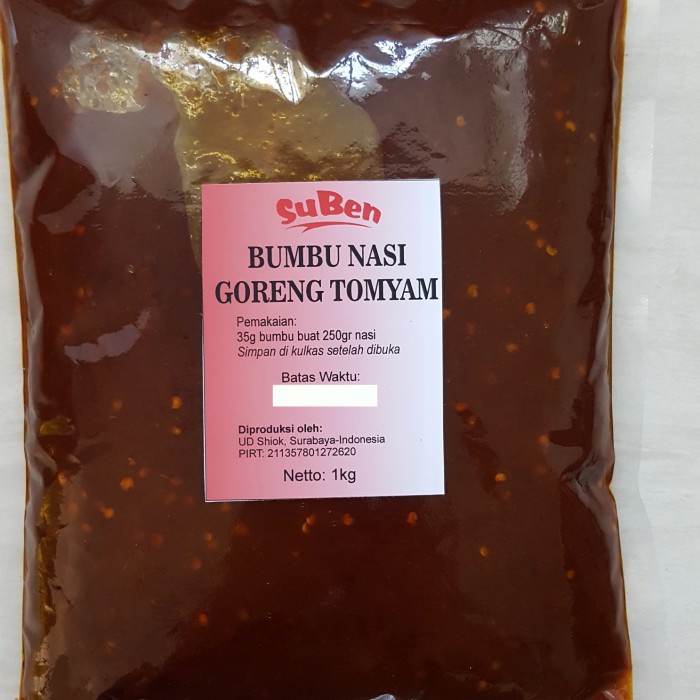 SuBen
BUMBU NASI
GORENG TOMYAM
Pemakaian:
35g bumbu buat 250gr nasi
Simpan di kulkas setelah dibuka
Batas Waktu:
Diproduksi oleh:
UD Shiok, Surabaya-Indonesia
PIRT: 211357801272620
Netto: 1kg